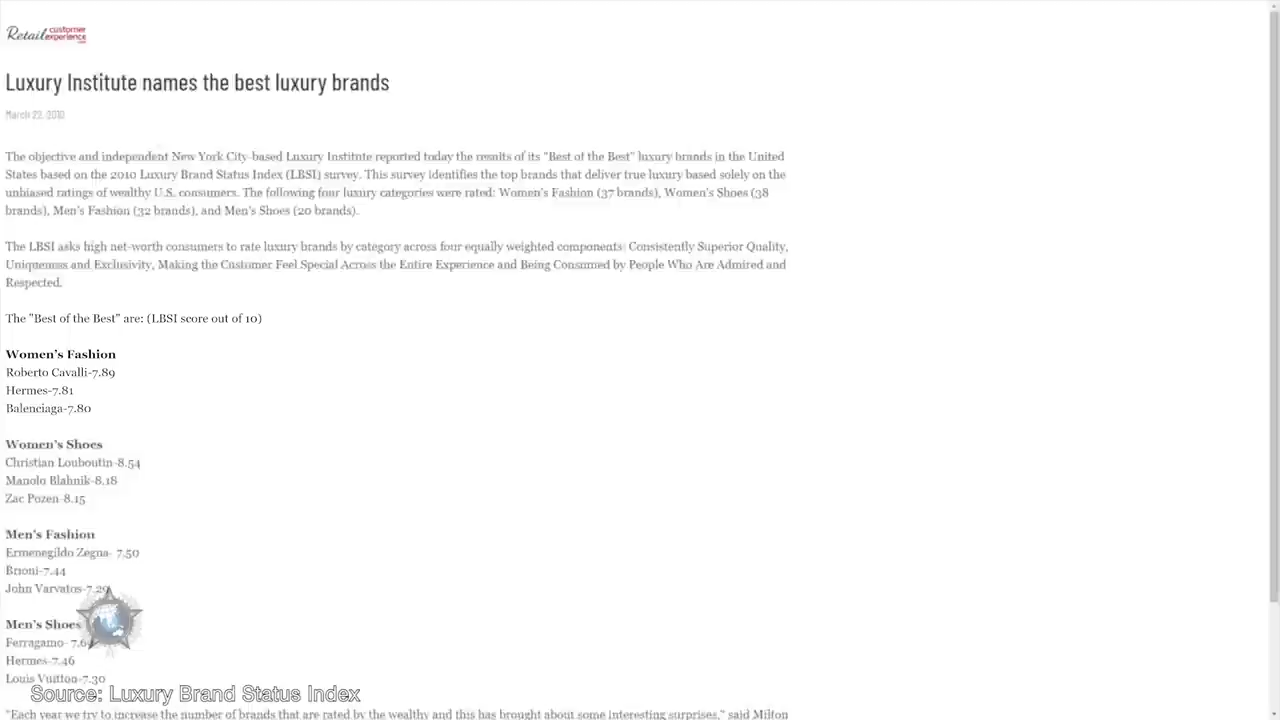 Retail customer experience
Luxury Institute names the best luxury brands
March 22, 2010
The objective and independent New York City-based Luxury Institute reported today the results of its "Best of the Best" luxury brands in the United
States based on the 2010 Luxury Brand Status Index (LBSI) survey. This survey identifies the top brands that deliver true luxury based solely on the
unbiased ratings of wealthy U.S. consumers. The following four luxury categories were rated: Women's Fashion (37 brands), Women's Shoes (38
brands), Men's Fashion (32 brands), and Men's Shoes (20 brands).
The LBSI asks high net-worth consumers to rate luxury brands by category across four equally weighted components: Consistently Superior Quality,
Uniqueness and Exclusivity, Making the Customer Feel Special Across the Entire Experience and Being Consumed by People Who Are Admired and
Respected.
The "Best of the Best" are: (LBSI score out of 10)
Women's Fashion
Roberto Cavalli-7.89
Hermes-7.81
Balenciaga-7.80
Women's Shoes
Christian Louboutin-8.54
Manolo Blahnik-8.18
Zac Pozen-8.15
Men's Fashion
Ermenegildo Zegna- 7.50
Brioni-7.44
John Varvatos-7.29
Men's Shoes
Ferragamo- 7.64
Hermes-7.46
Louis Vuitton-7.30
Source: Luxury Brand Status Index
"Each year we try to increase the number of brands that are rated by the wealthy and this has brought about some interesting surprises," said Milton